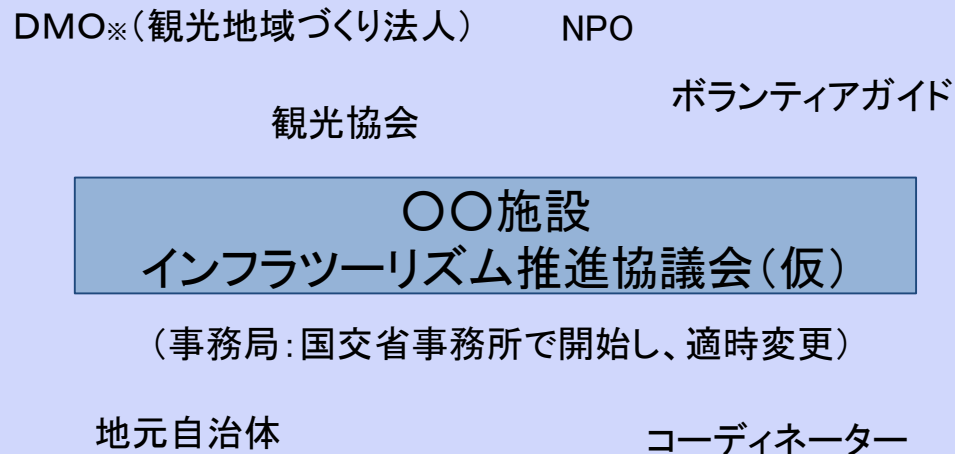 DMO※(観光地域づくり法人)
NPO
ボランティアガイド
観光協会
〇〇施設
インフラツーリズム推進協議会(仮)
(事務局:国交省事務所で開始し、適時変更)
地元自治体
コーディネーター